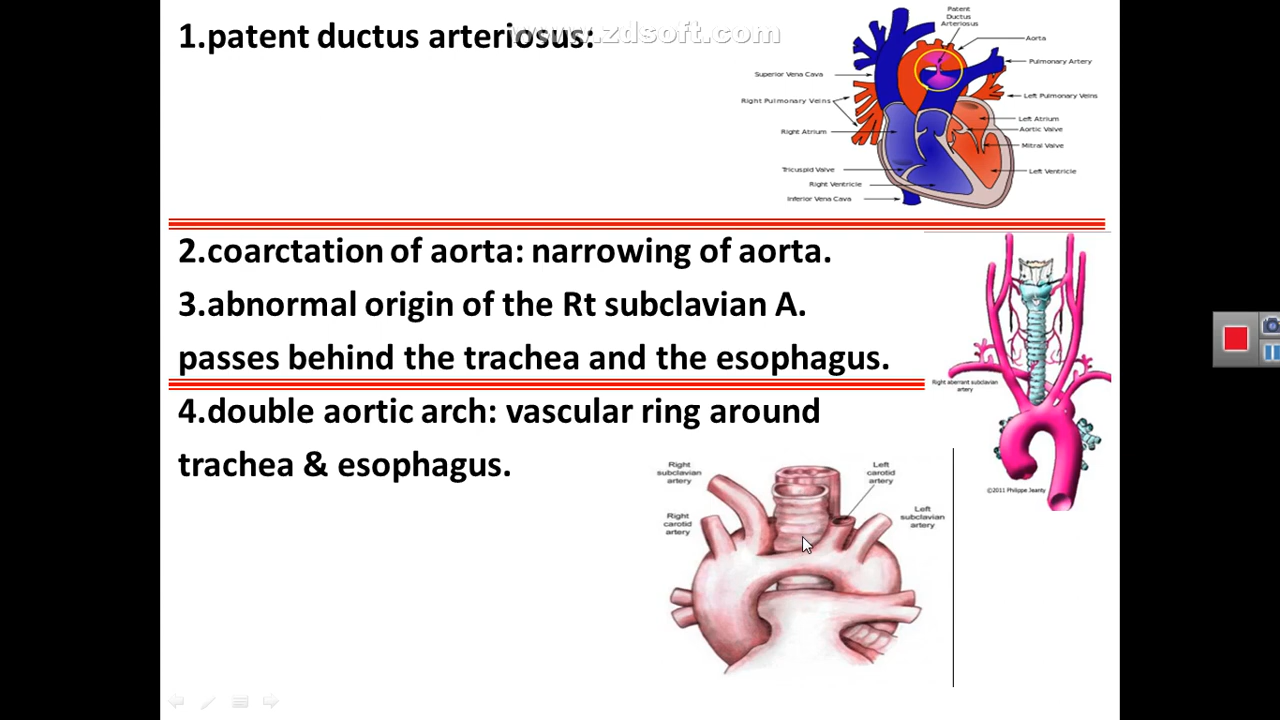 1.patent ductus arteriosus:
www.zdsoft.com
Patent
Ductus
Arteriosus
Aorta
Pulmonary Artery
Superior Vena Cava
Right Pulmonary Veins
Left Pulmonary Veins
Left Atrium
Aortic Valve
Right Atrium
Mitral Valve
Tricuspid Valve
Left Ventricle
Right Ventricle
Inferior Vena Cava
2.coarctation of aorta: narrowing of aorta.
3.abnormal origin of the Rt subclavian A.
passes behind the trachea and the esophagus.
Right aberrant subclavian
artery
©2011 Philippe Jeanty
4.double aortic arch: vascular ring around
trachea & esophagus.
Right
subclavian
artery
Left
carotid
artery
Right
carotid
artery
Left
subclavian
artery